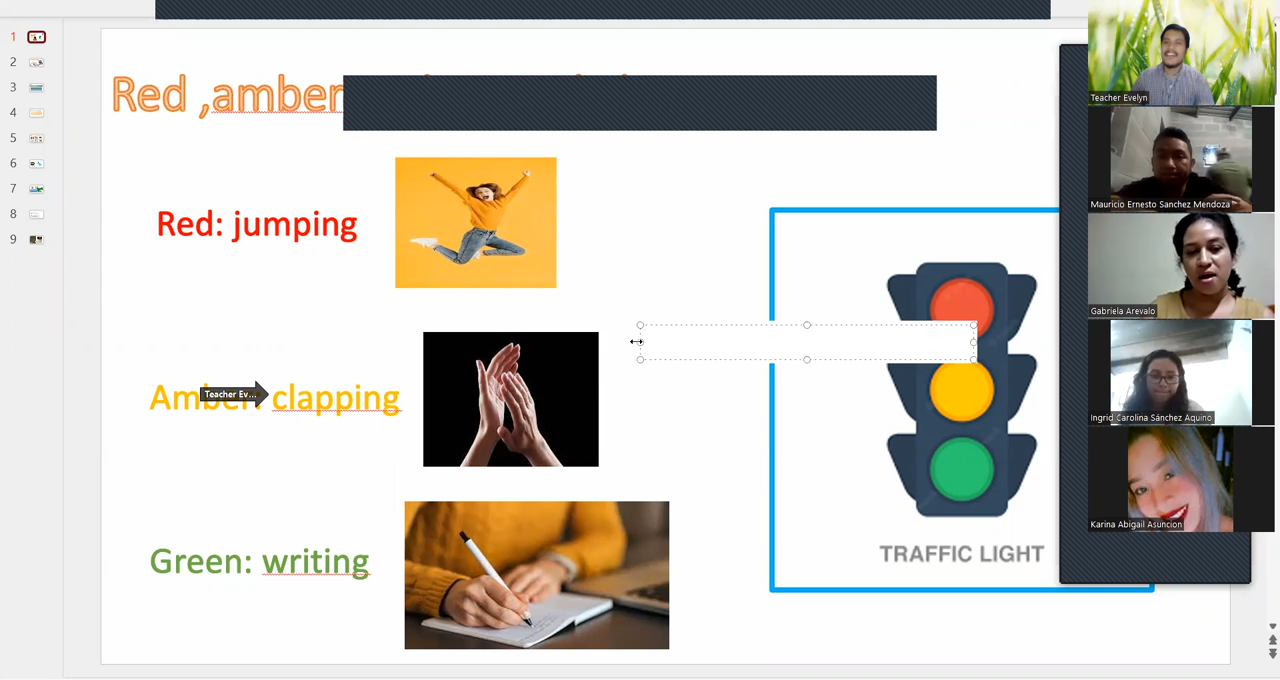 1
2
3
4
5
6
7
8
9
Red ,amber
Red: jumping
Amber: clapping
Teacher Ev...
Green: writing
TRAFFIC LIGHT
Teacher Evelyn
Mauricio Ernesto Sanchez Mendoza
Gabriela Arevalo
Ingrid Carolina Sánchez Aquino
Karina Abigail Asuncion